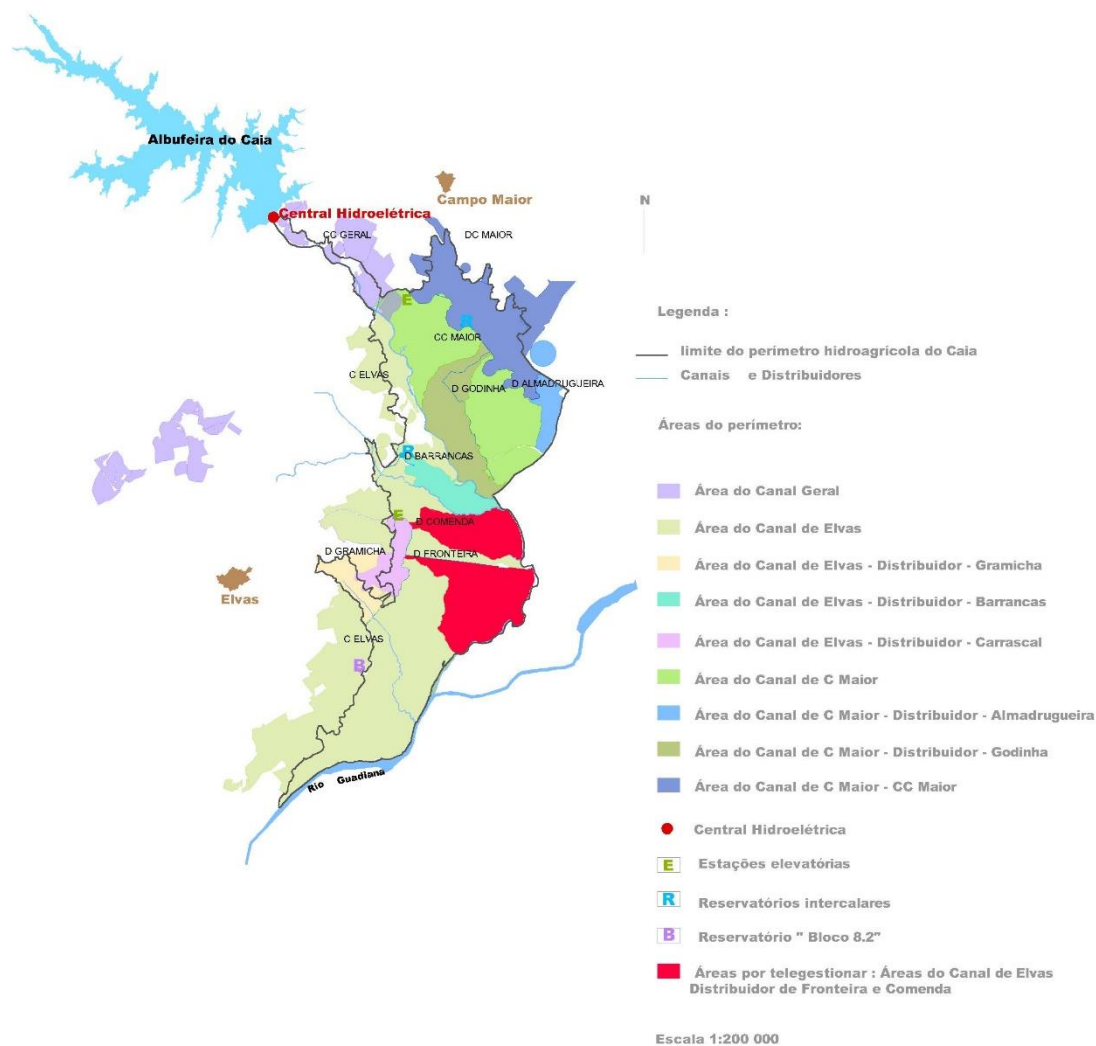 Albufeira do Caia
Campo Maior
Central Hidroelétrica
CC GERAL
DC MAIOR
N
E
R
CC MAIOR
C ELVAS
D GODINHA
D ALMADRUGUEIRA
R
D BARRANCAS
E
D COMENDA
D GRAMICHA
D FRONTEIRA
Elvas
C ELVAS
B
Rio Guadiana
Legenda :
limite do perímetro hidroagrícola do Caia
Canais e Distribuidores
Áreas do perímetro:
Área do Canal Geral
Área do Canal de Elvas
Área do Canal de Elvas - Distribuidor - Gramicha
Área do Canal de Elvas - Distribuidor - Barrancas
Área do Canal de Elvas - Distribuidor - Carrascal
Área do Canal de C Maior
Área do Canal de C Maior - Distribuidor - Almadrugueira
Área do Canal de C Maior - Distribuidor - Godinha
Área do Canal de C Maior - CC Maior
Central Hidroelétrica
E Estações elevatórias
R Reservatórios intercalares
B Reservatório " Bloco 8.2"
Áreas por telegestionar : Áreas do Canal de Elvas
Distribuidor de Fronteira e Comenda
Escala 1:200 000